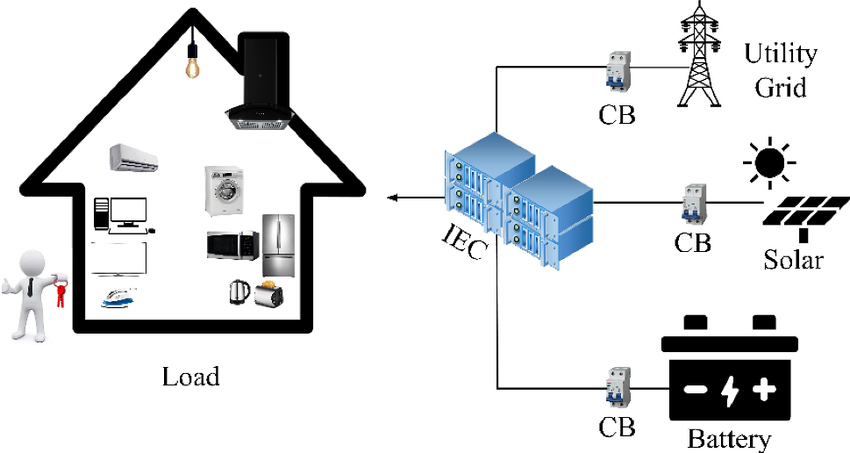 Utility
Grid
CB
IEC
CB
Solar
Load
CB
Battery